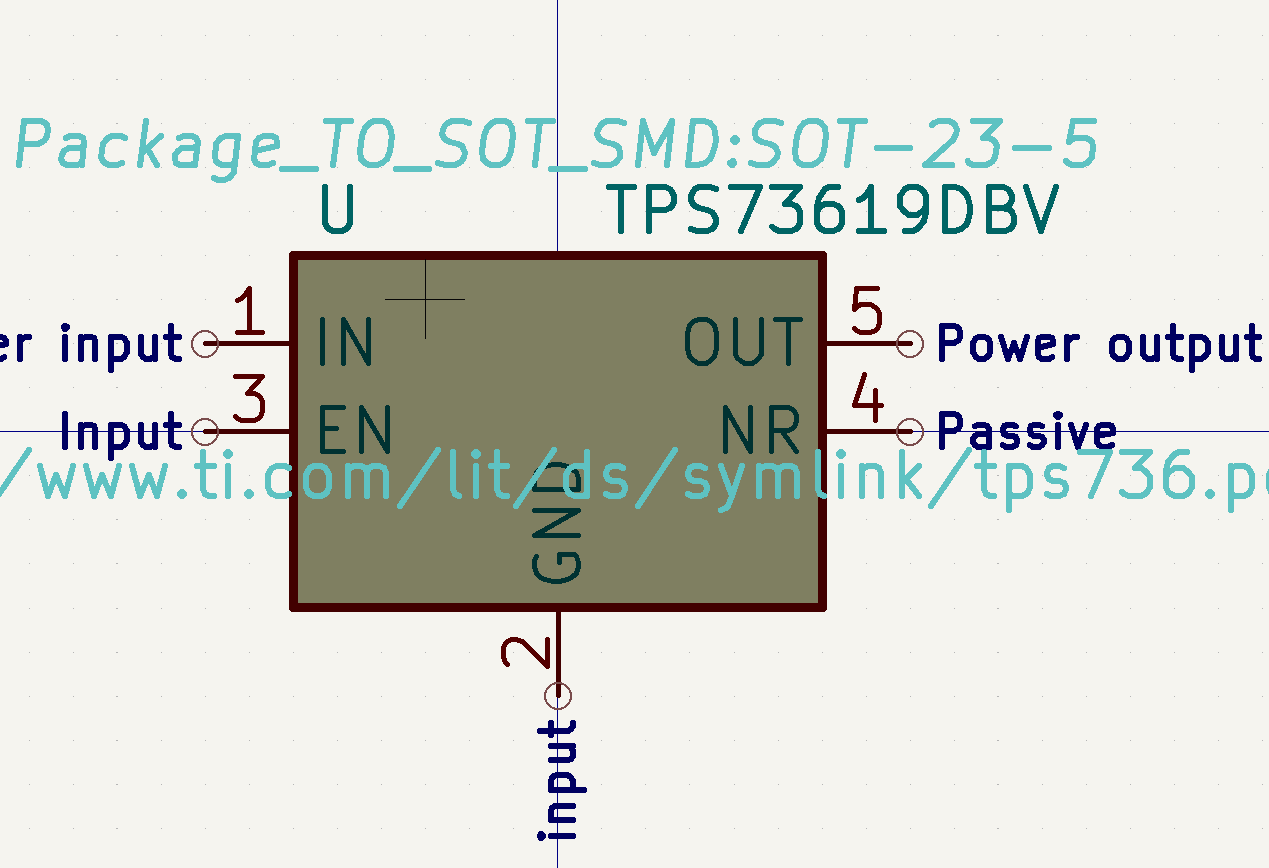 Package_TO_SOT_SMD:SOT-23-5
U TPS73619DBV
1 5
input IN OUT Power output
3 4
Input EN NR Passive
/www.ti.com/lit/ds/symlink/tps736.p
GND
2
input